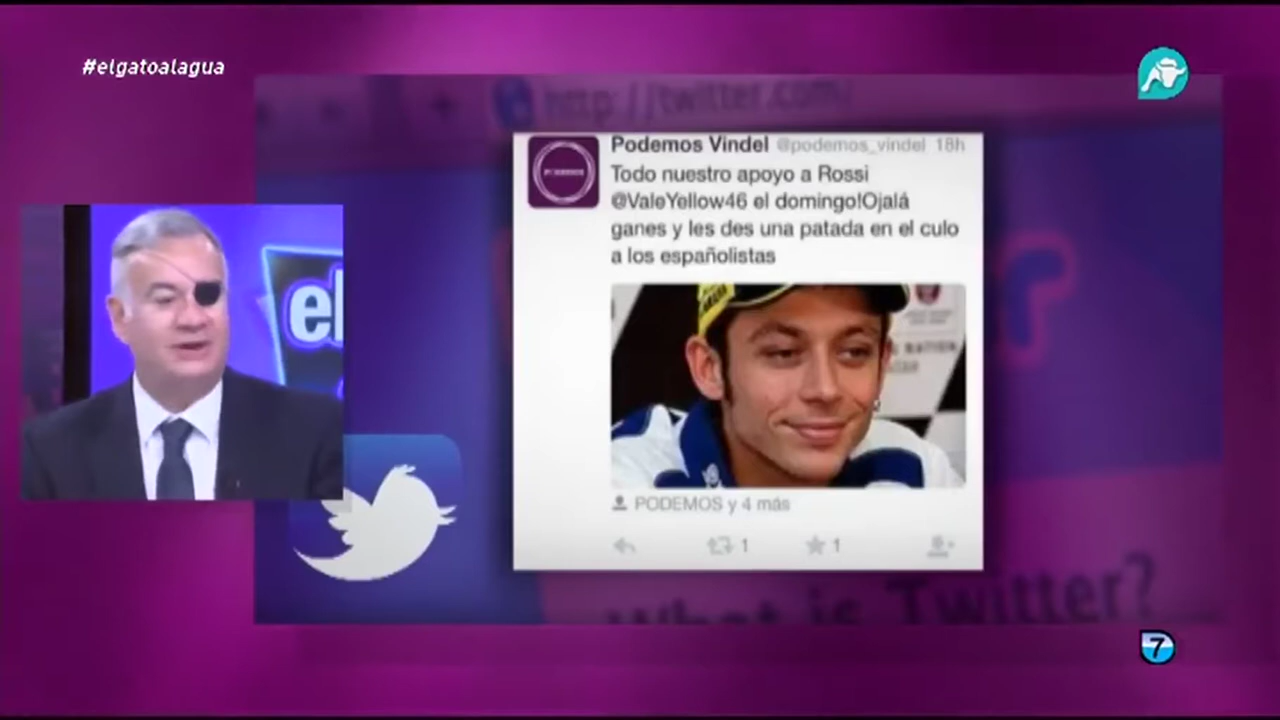 #elgatoalagua
http://twitter.com/
Podemos Vindel @podemos_vindel 18h
Todo nuestro apoyo a Rossi
@ValeYellow46 el domingo!Ojalá
ganes y les des una patada en el culo
a los españolistas
PODEMOS
el
PODEMOS y 4 más
1 1
What is Twitter?
7